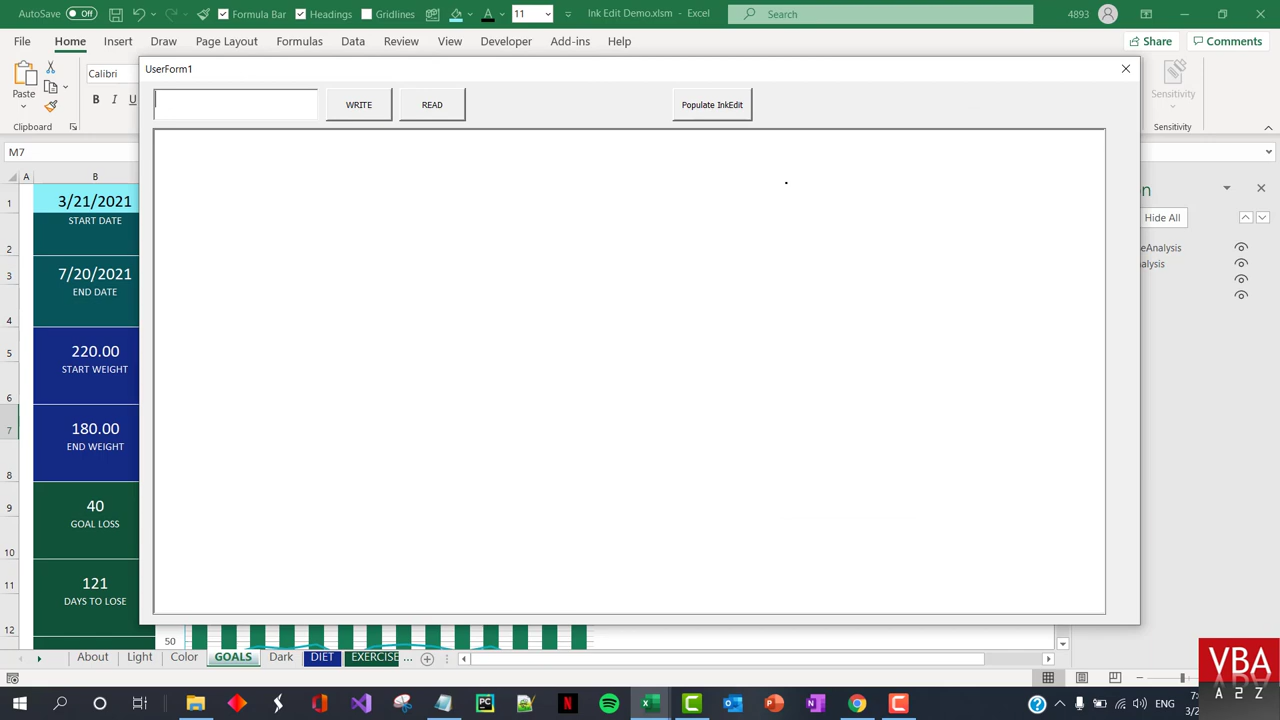 AutoSave Off Formula Bar Headings Gridlines 11 Ink Edit Demo.xlsm - Excel Search 4893
File Home Insert Draw Page Layout Formulas Data Review View Developer Add-ins Help Share Comments
Paste Calibri B I U Sensitivity
Clipboard Sensitivity
UserForm1
WRITE READ Populate InkEdit
M7
A B
1 3/21/2021
START DATE
2
3 7/20/2021
END DATE
4
5 220.00
START WEIGHT
6
7 180.00
END WEIGHT
8
9 40
GOAL LOSS
10
11 121
DAYS TO LOSE
12
50
en
Hide All
eAnalysis
alysis
About Light Color GOALS Dark DIET EXERCISE ...
ENG
VBA
A 2 Z